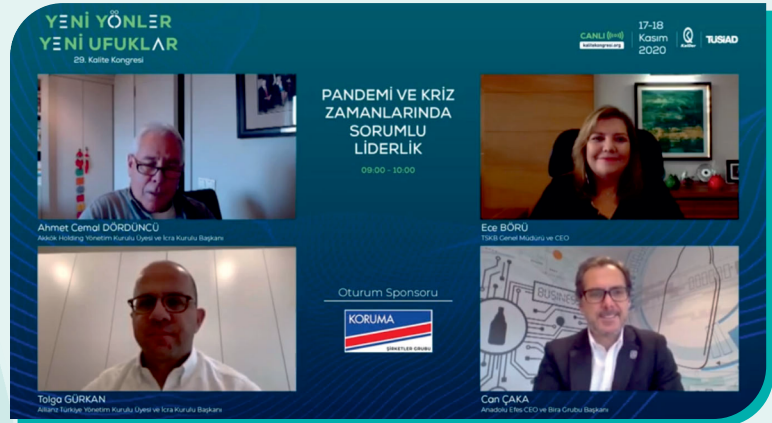 YENİ YÖNLER
YENİ UFUKLAR
29. Kalite Kongresi
CANLI
kalitekongresi.org
17-18
Kasım
2020
KalDer
TÜSİAD
PANDEMİ VE KRİZ
ZAMANLARINDA
SORUMLU
LİDERLİK
09.00 - 10:00
Ahmet Cemal DÖRDÜNCÜ
Akkök Holding Yönetim Kurulu Üyesi ve İcra Kurulu Başkanı
Ece BÖRÜ
TSKB Genel Müdürü ve CEO
Oturum Sponsoru
KORUMA
ŞİRKETLER GRUBU
BUSINE
Tolga GÜRKAN
Allianz Türkiye Yönetim Kurulu Üyesi ve İcra Kurulu Başkanı
Can ÇAKA
Anadolu Efes CEO ve Bira Grubu Başkanı